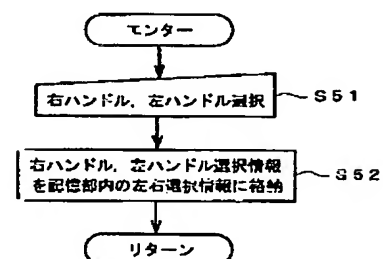 エンター
右ハンドル, 左ハンドル選択
S51
右ハンドル, 左ハンドル選択情報
を記憶部内の左右選択情報に格納
S52
リターン